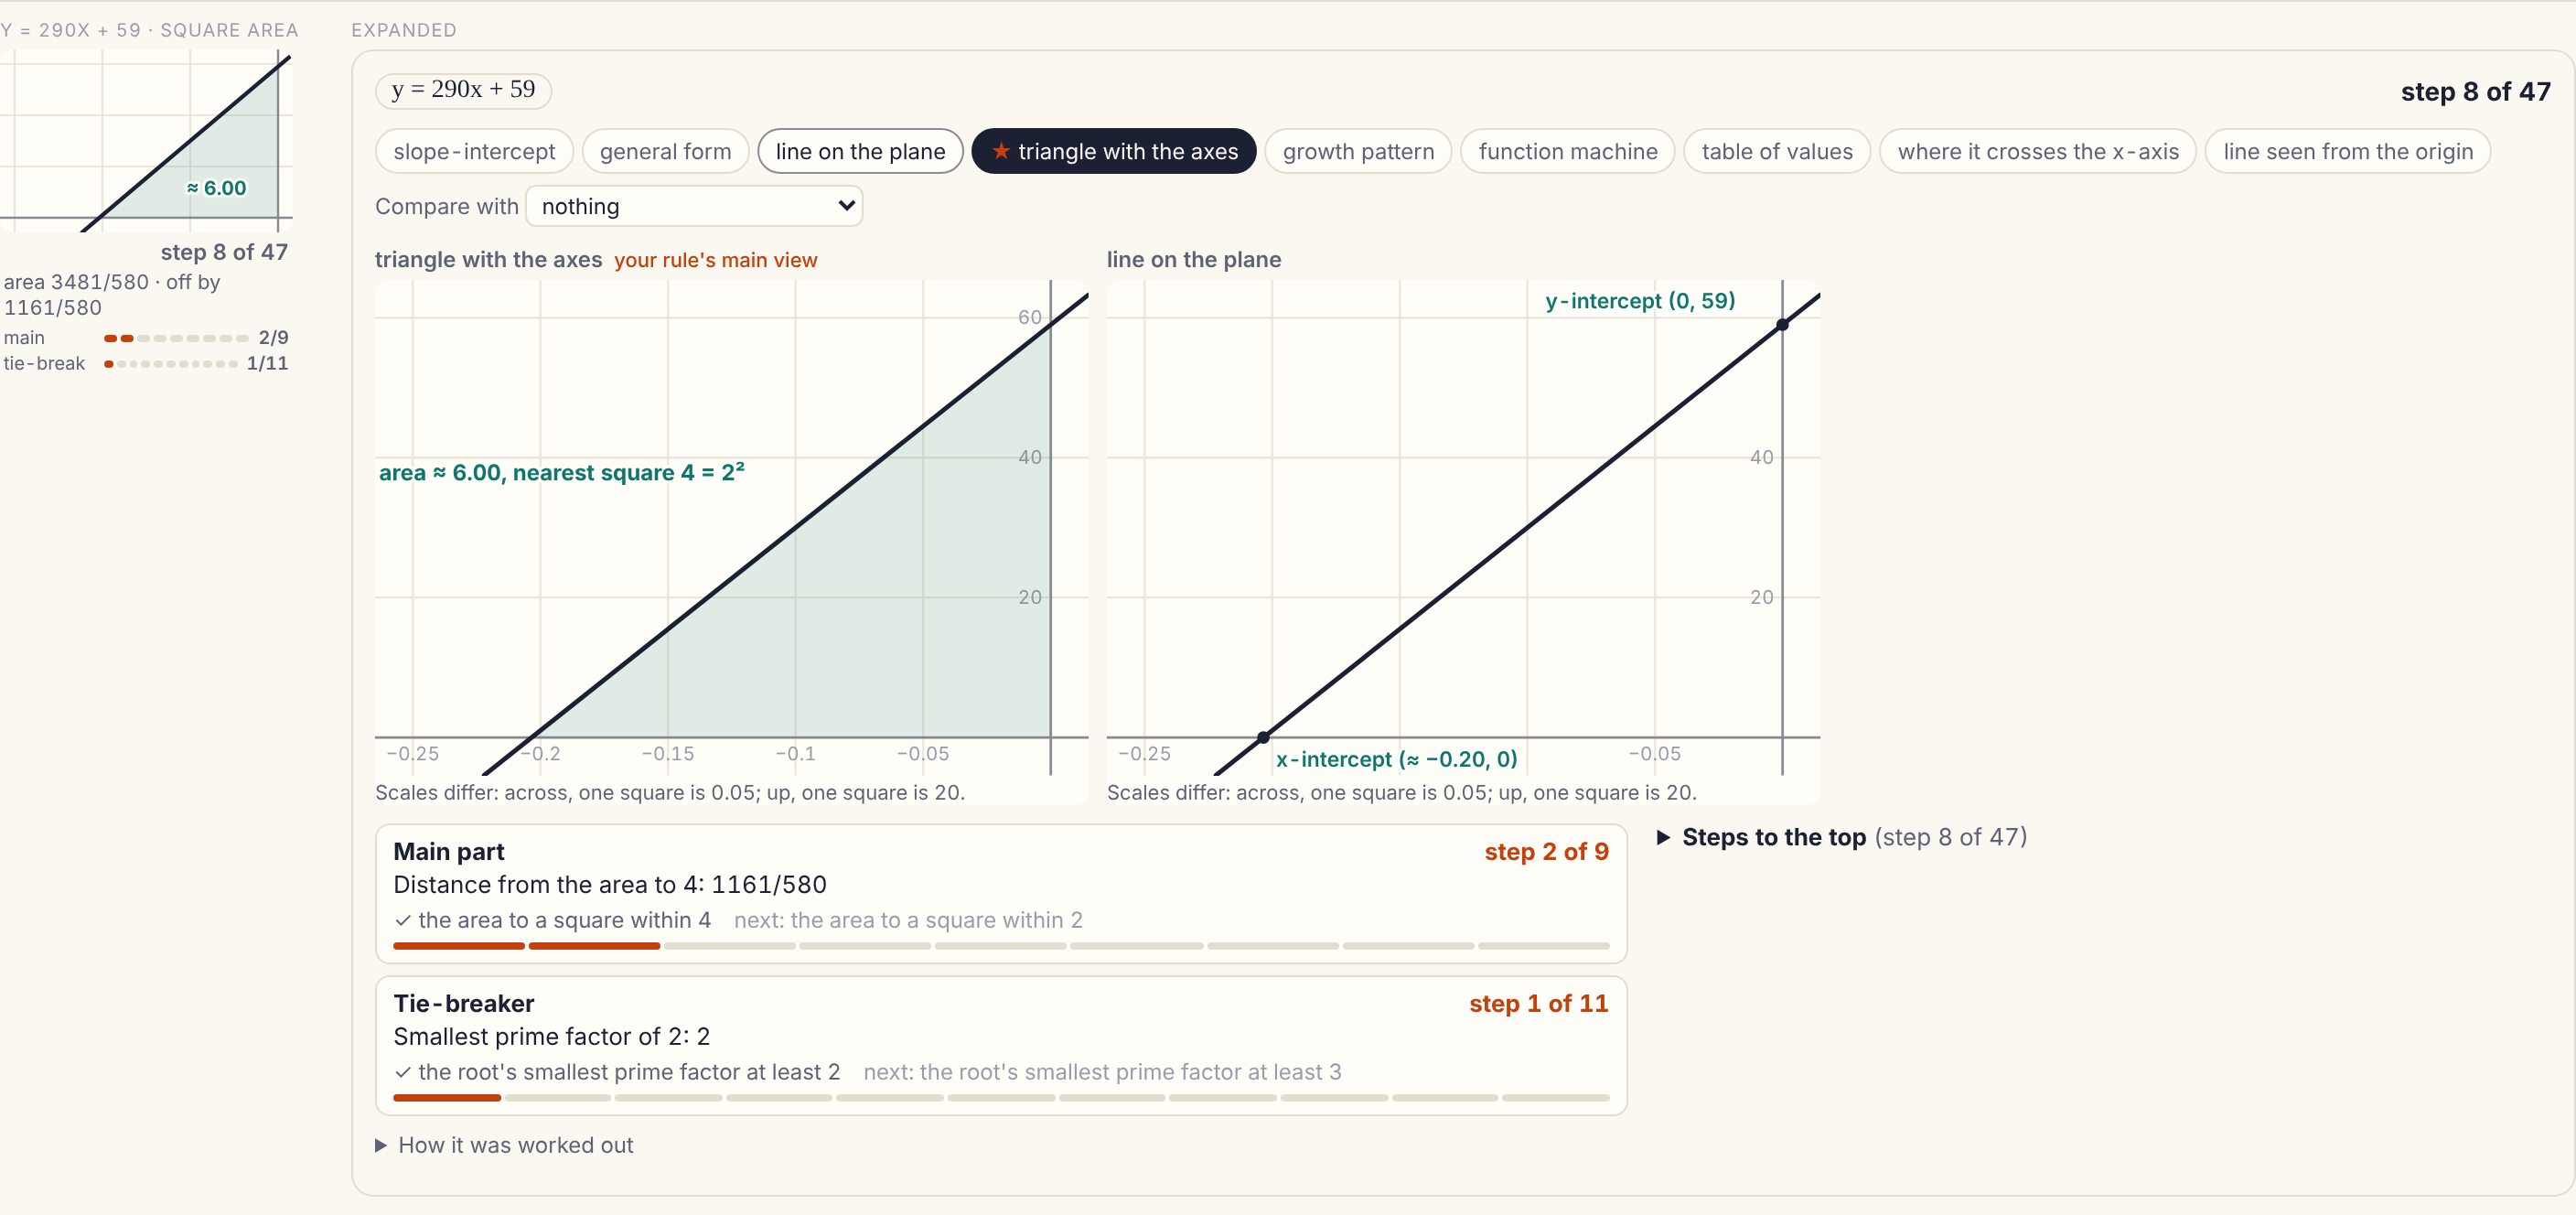 Y = 290X + 59 · SQUARE AREA
≈ 6.00
step 8 of 47
area 3481/580 · off by
1161/580
main 2/9
tie-break 1/11
EXPANDED
y = 290x + 59
step 8 of 47
slope-intercept
general form
line on the plane
★ triangle with the axes
growth pattern
function machine
table of values
where it crosses the x-axis
line seen from the origin
Compare with nothing
triangle with the axes your rule's main view
60
40
20
area ≈ 6.00, nearest square 4 = 2²
−0.25 −0.2 −0.15 −0.1 −0.05
Scales differ: across, one square is 0.05; up, one square is 20.
line on the plane
y-intercept (0, 59)
40
20
−0.25 −0.05
x-intercept (≈ −0.20, 0)
Scales differ: across, one square is 0.05; up, one square is 20.
Main part step 2 of 9
Distance from the area to 4: 1161/580
✓ the area to a square within 4 next: the area to a square within 2
Tie-breaker step 1 of 11
Smallest prime factor of 2: 2
✓ the root's smallest prime factor at least 2 next: the root's smallest prime factor at least 3
▶ How it was worked out
▶ Steps to the top (step 8 of 47)